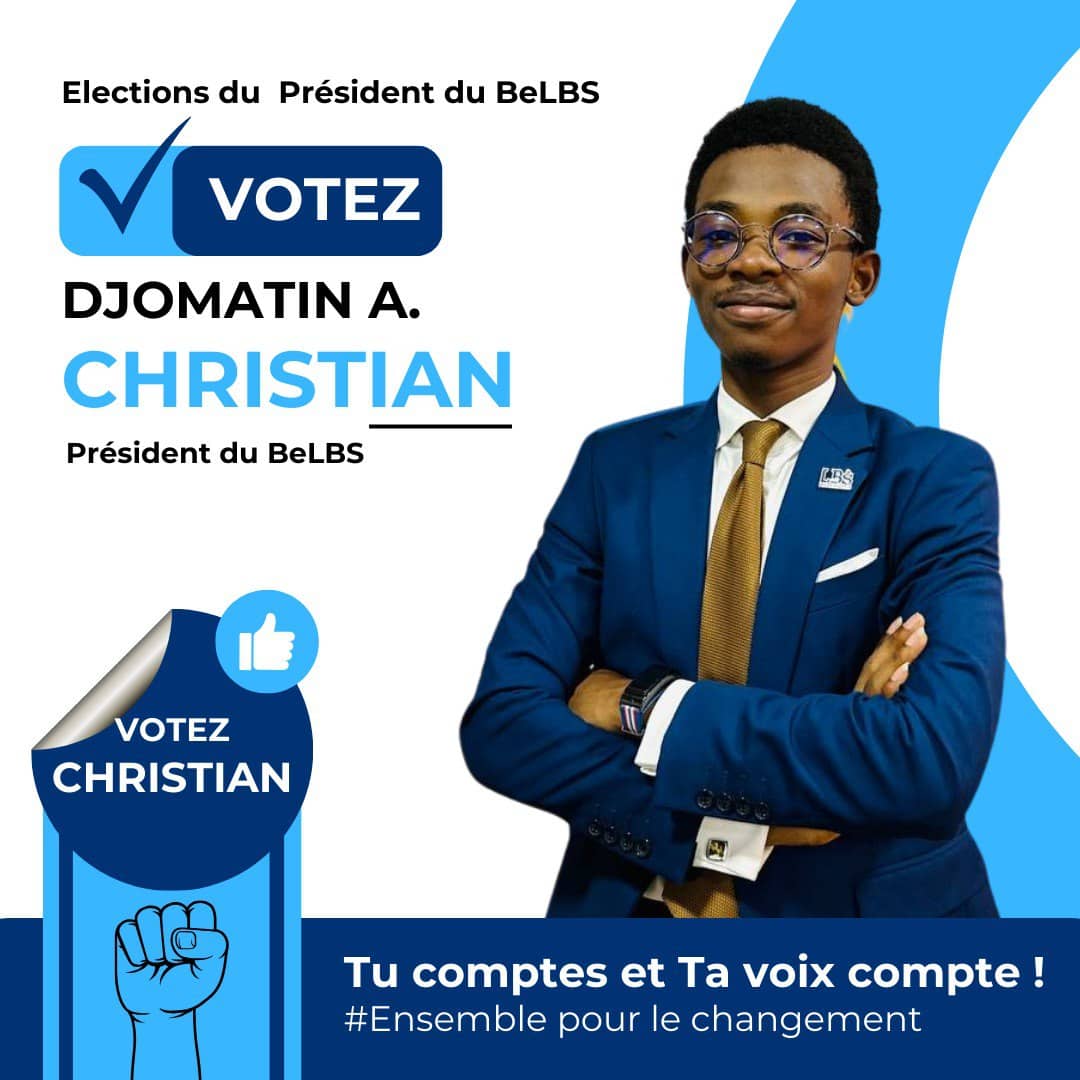 Elections du  Président du BeLBS
VOTEZ
DJOMATIN A.
CHRISTIAN
Président du BeLBS
LBS
VOTEZ
CHRISTIAN
Tu comptes et Ta voix compte !
#Ensemble pour le changement